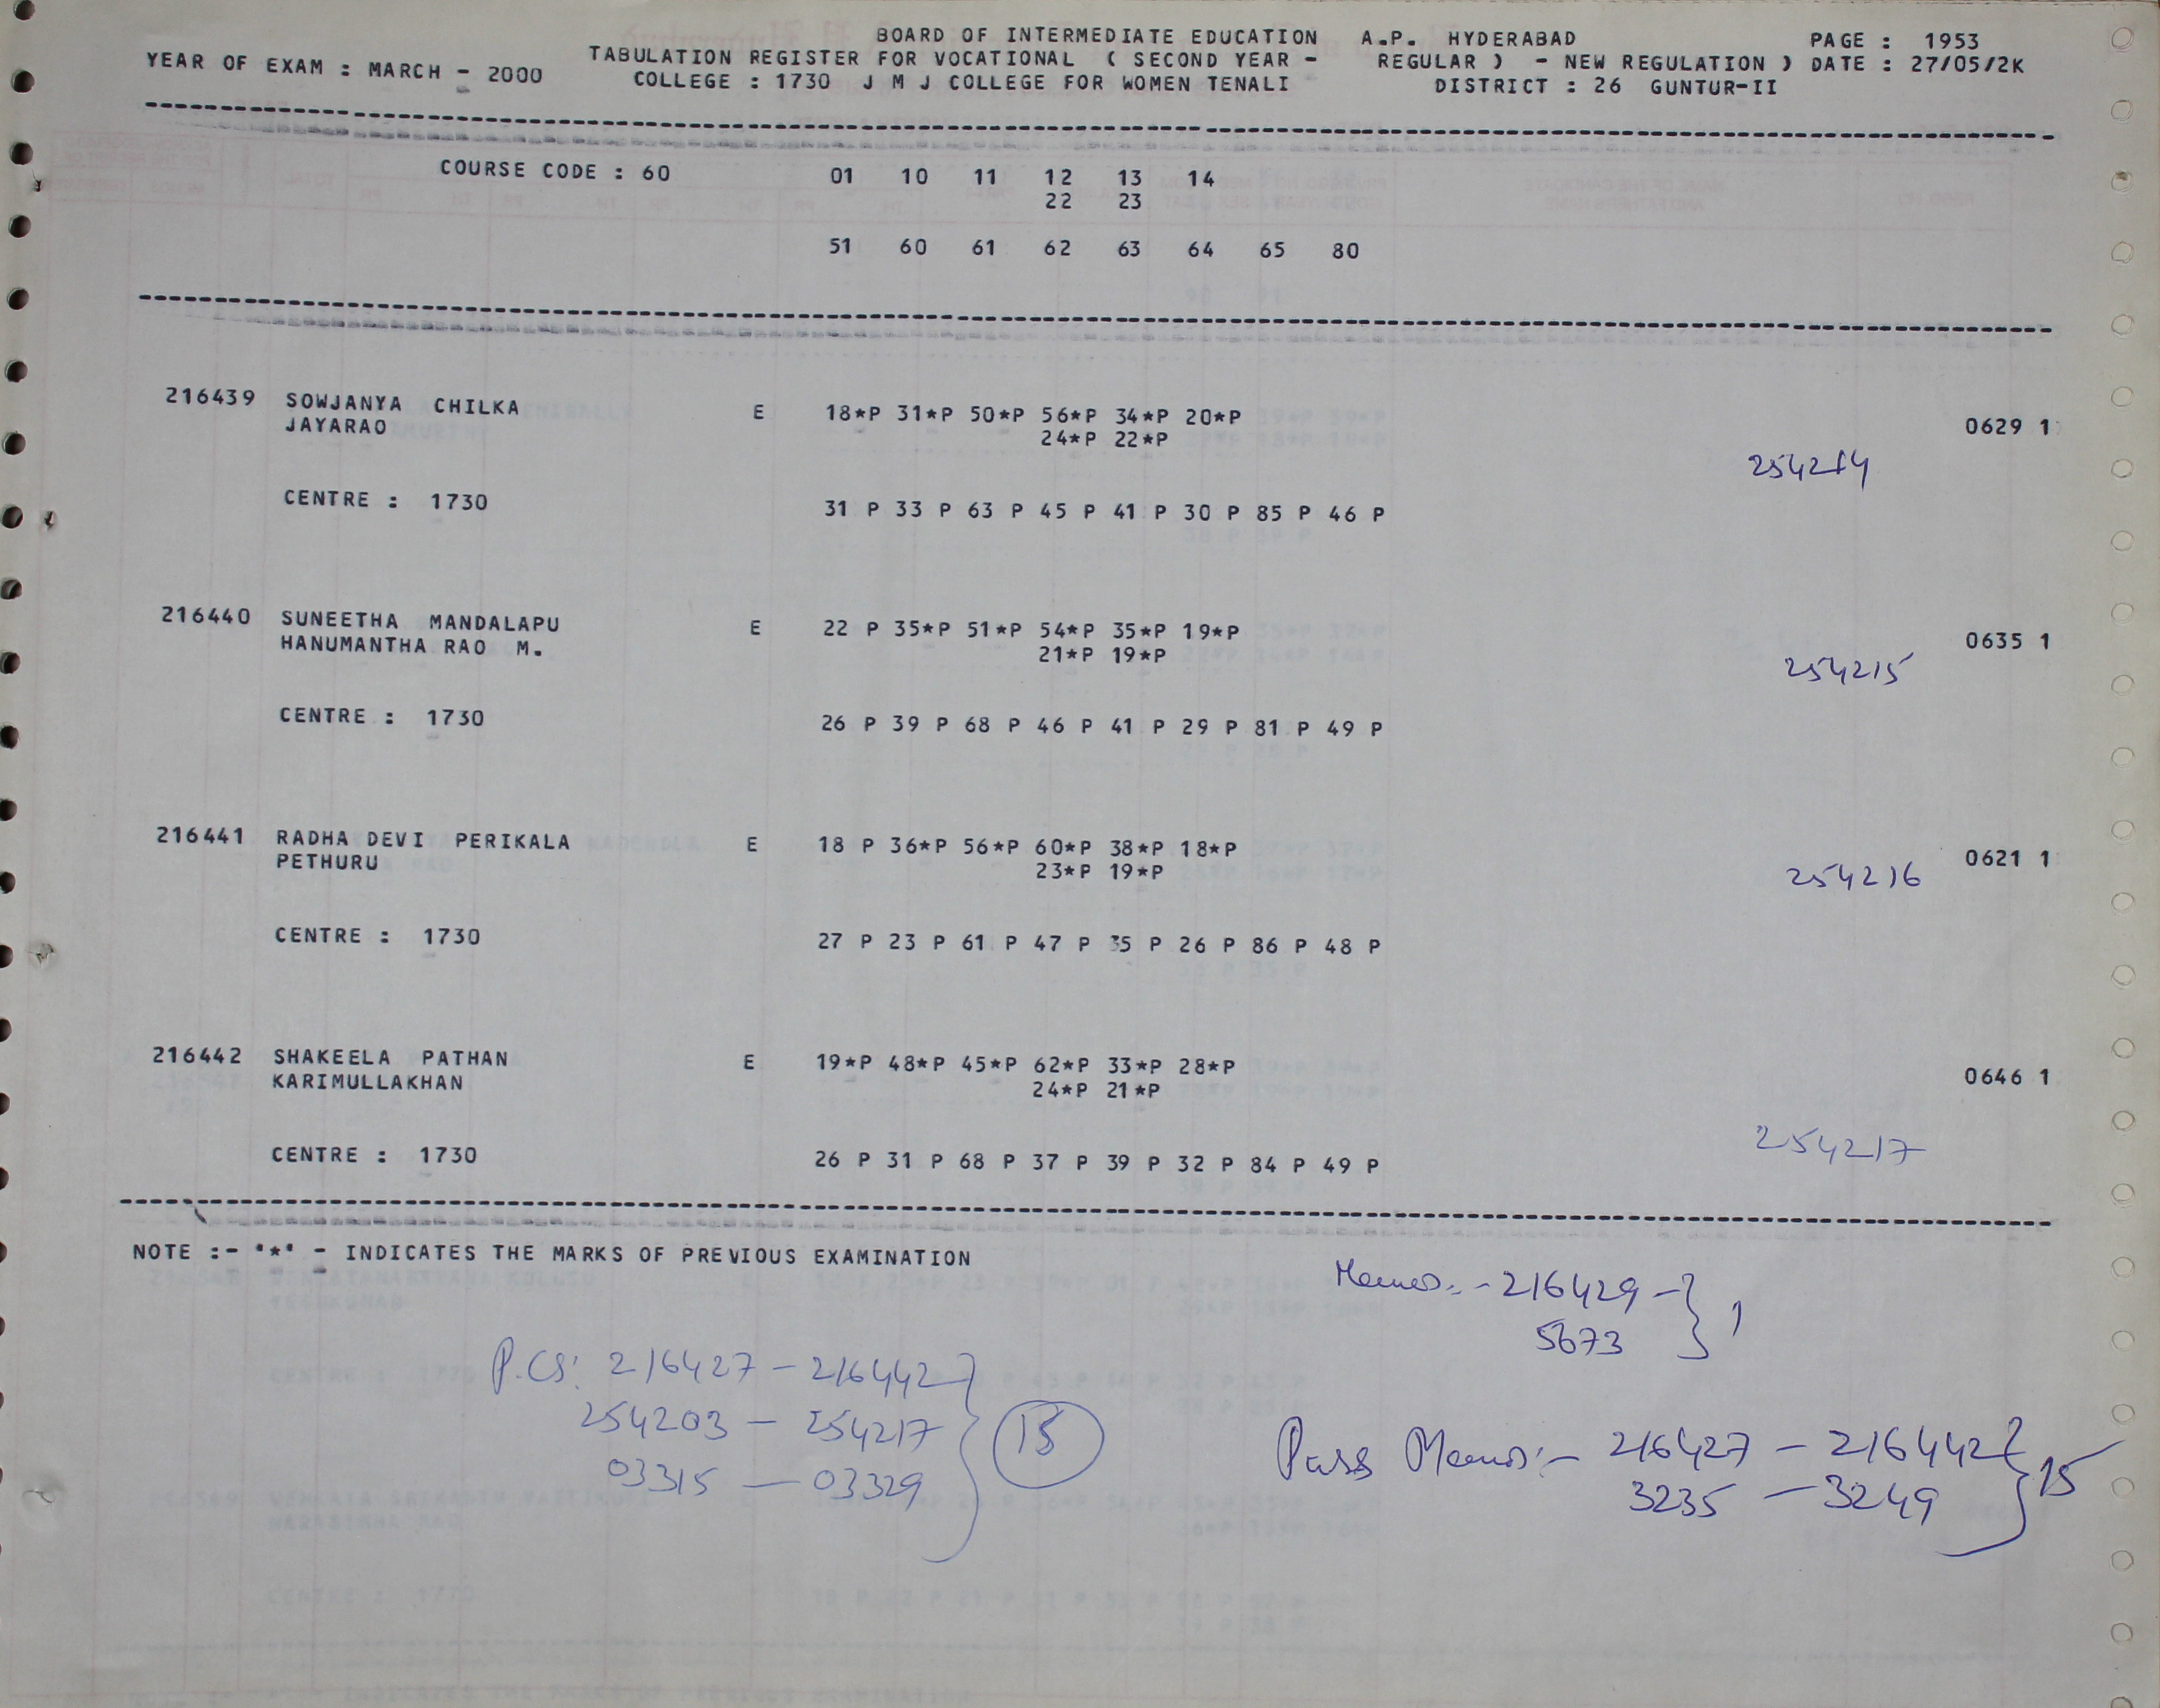 BOARD OF INTERMEDIATE EDUCATION A.P. HYDERABAD PAGE : 1953
YEAR OF EXAM : MARCH - 2000 TABULATION REGISTER FOR VOCATIONAL ( SECOND YEAR - REGULAR ) - NEW REGULATION ) DATE : 27/05/2K
COLLEGE : 1730 J M J COLLEGE FOR WOMEN TENALI DISTRICT : 26 GUNTUR-II
COURSE CODE : 60 01 10 11 12 13 14
22 23
51 60 61 62 63 64 65 80
216439 SOWJANYA CHILKA E 18*P 31*P 50*P 56*P 34*P 20*P
JAYARAO 24*P 22*P 0629 1
254214
CENTRE : 1730 31 P 33 P 63 P 45 P 41 P 30 P 85 P 46 P
216440 SUNEETHA MANDALAPU E 22 P 35*P 51*P 54*P 35*P 19*P
HANUMANTHA RAO M. 21*P 19*P 0635 1
254215
CENTRE : 1730 26 P 39 P 68 P 46 P 41 P 29 P 81 P 49 P
216441 RADHA DEVI PERIKALA E 18 P 36*P 56*P 60*P 38*P 18*P
PETHURU 23*P 19*P 0621 1
254216
CENTRE : 1730 27 P 23 P 61 P 47 P 35 P 26 P 86 P 48 P
216442 SHAKEELA PATHAN E 19*P 48*P 45*P 62*P 33*P 28*P
KARIMULLAKHAN 24*P 21*P 0646 1
254217
CENTRE : 1730 26 P 31 P 68 P 37 P 39 P 32 P 84 P 49 P
NOTE :- "*" - INDICATES THE MARKS OF PREVIOUS EXAMINATION
Memos:- 216429 - } 1
5673
P.Cs: 216427 - 216442 }
254203 - 254217 15
03315 - 03329
Pass Memos:- 216427 - 216442 } 15
3235 - 3249